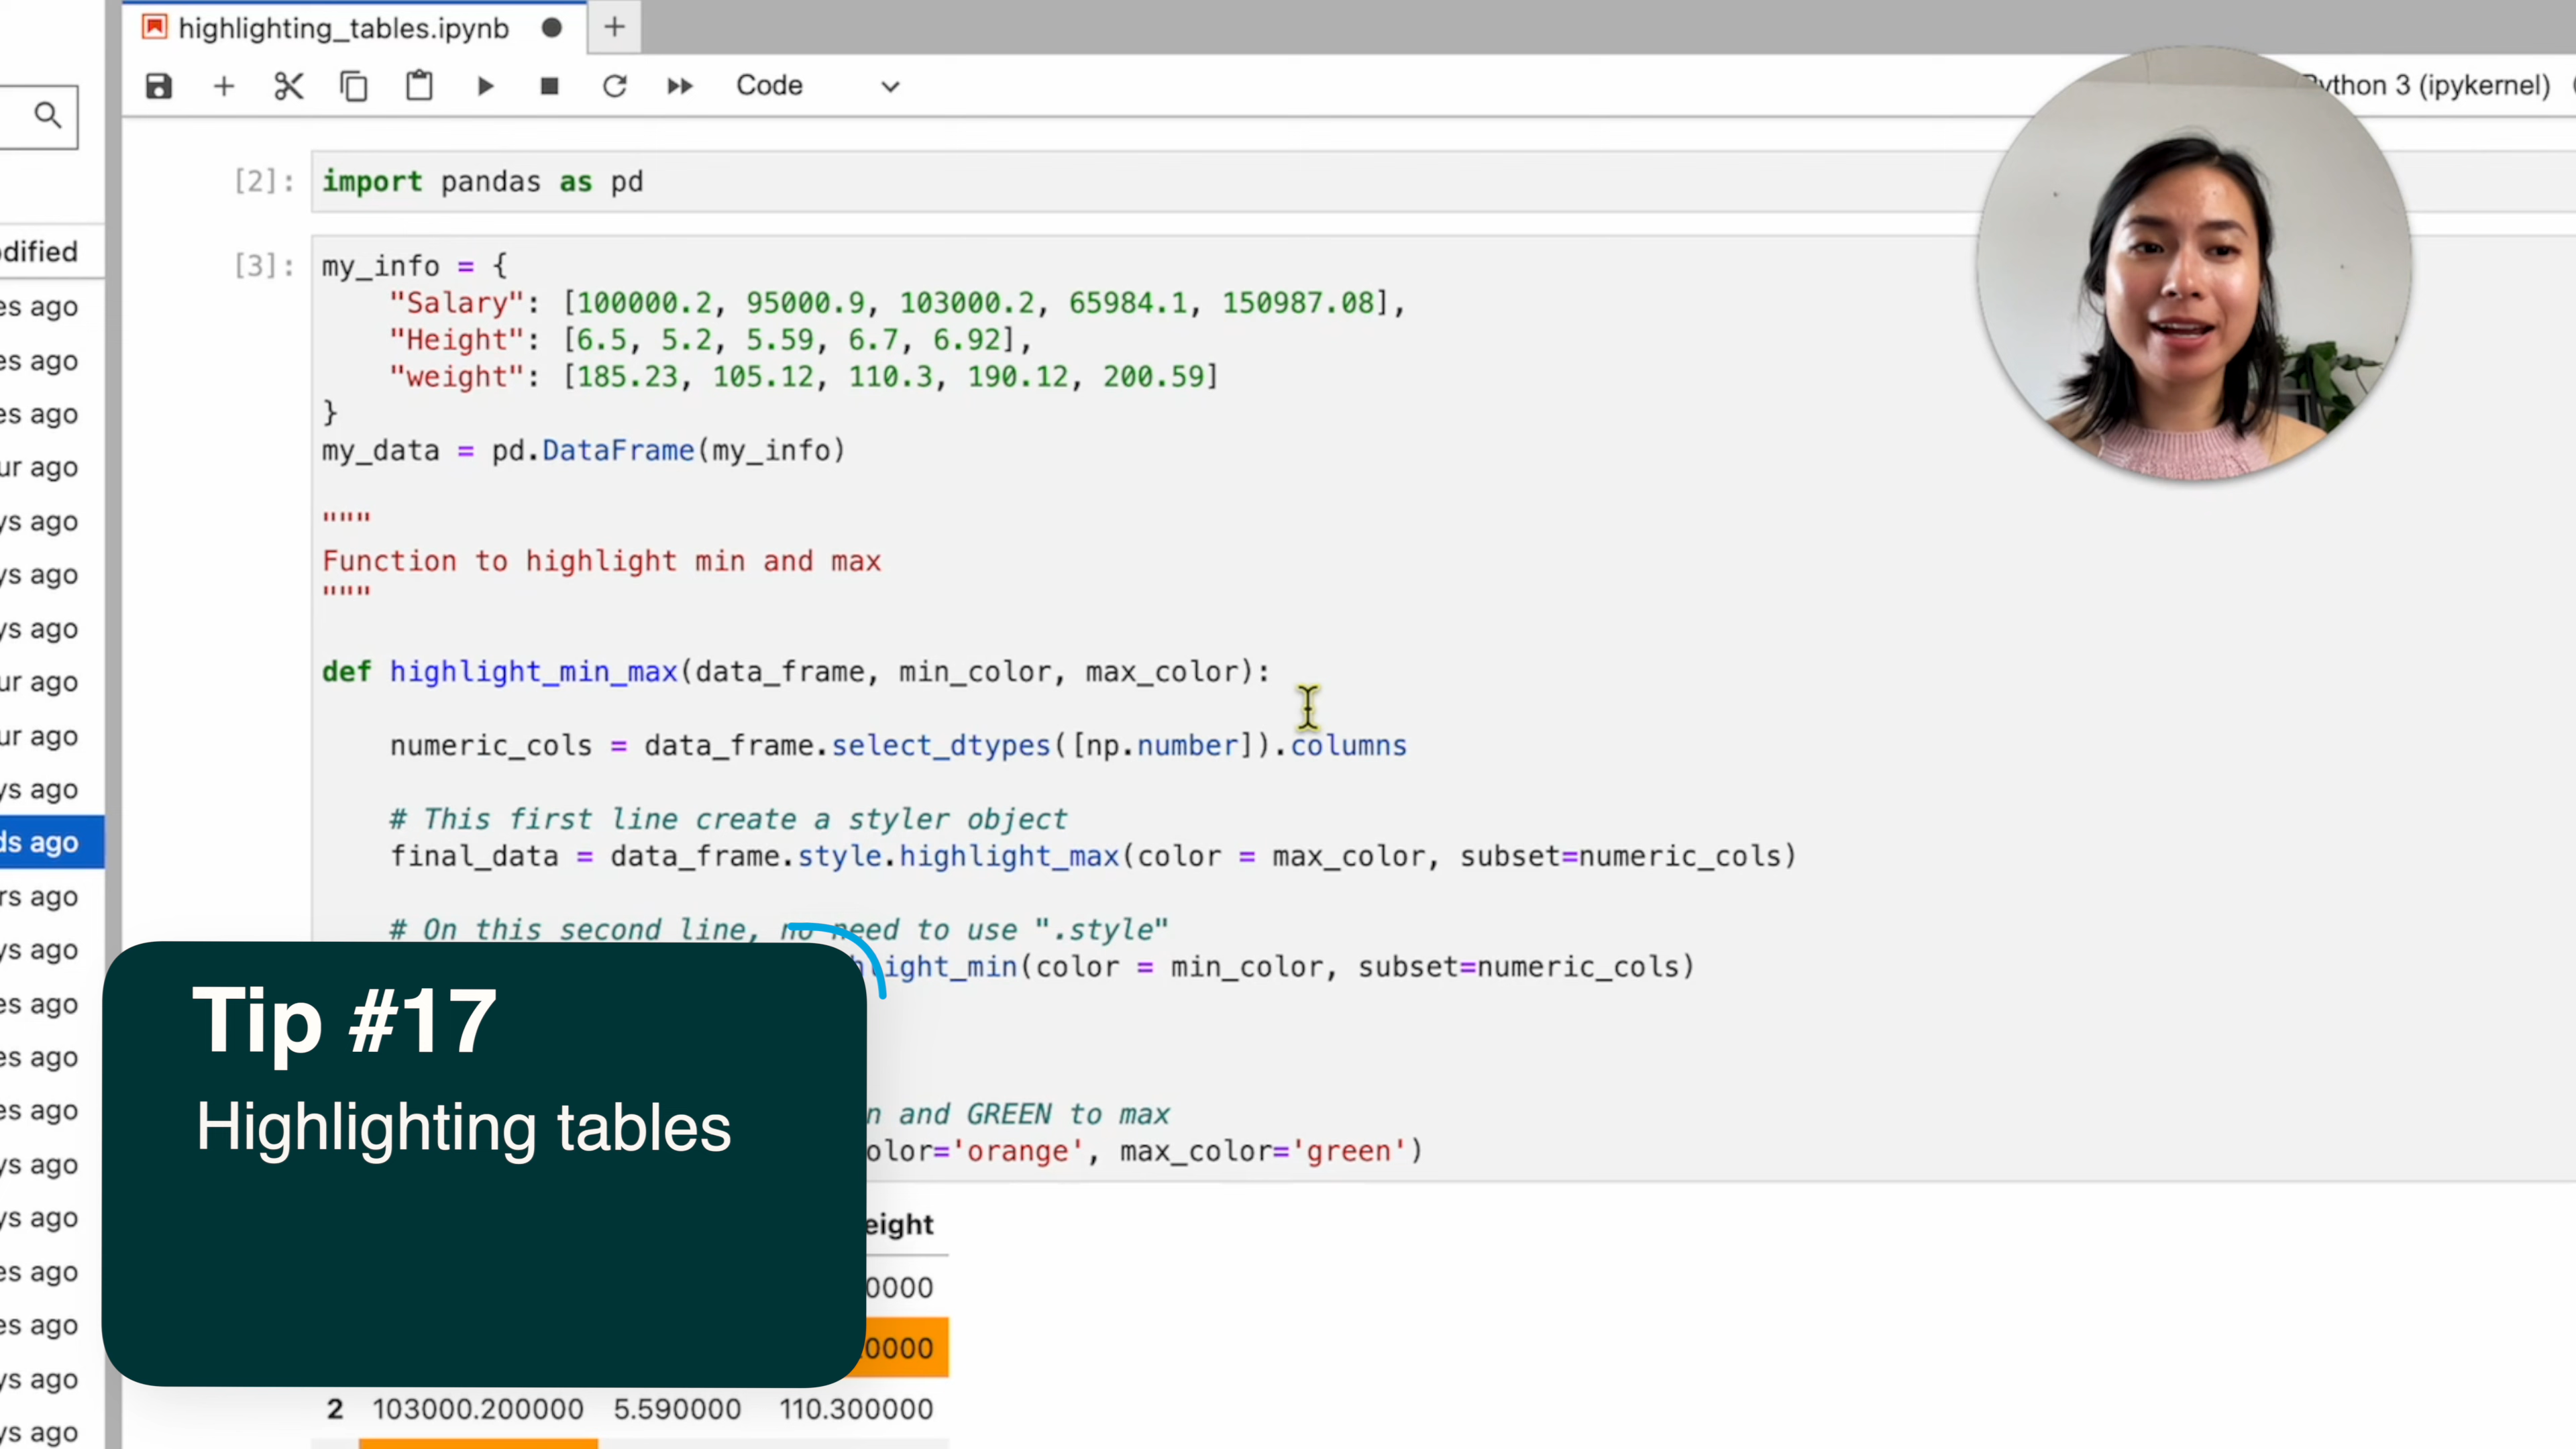 highlighting_tables.ipynb
Code
Python 3 (ipykernel)
[2]:
import pandas as pd
[3]:
my_info = {
"Salary": [100000.2, 95000.9, 103000.2, 65984.1, 150987.08],
"Height": [6.5, 5.2, 5.59, 6.7, 6.92],
"weight": [185.23, 105.12, 110.3, 190.12, 200.59]
}
my_data = pd.DataFrame(my_info)
"""
Function to highlight min and max
"""
def highlight_min_max(data_frame, min_color, max_color):
numeric_cols = data_frame.select_dtypes([np.number]).columns
# This first line create a styler object
final_data = data_frame.style.highlight_max(color = max_color, subset=numeric_cols)
# On this second line, no need to use ".style"
hlight_min(color = min_color, subset=numeric_cols)
n and GREEN to max
olor='orange', max_color='green')
eight
0000
0000
2 103000.200000 5.590000 110.300000
Tip #17
Highlighting tables
odified
es ago
es ago
es ago
ur ago
ys ago
ys ago
ys ago
ur ago
ur ago
ys ago
ds ago
rs ago
ys ago
es ago
es ago
es ago
ys ago
ys ago
es ago
es ago
ys ago
ys ago